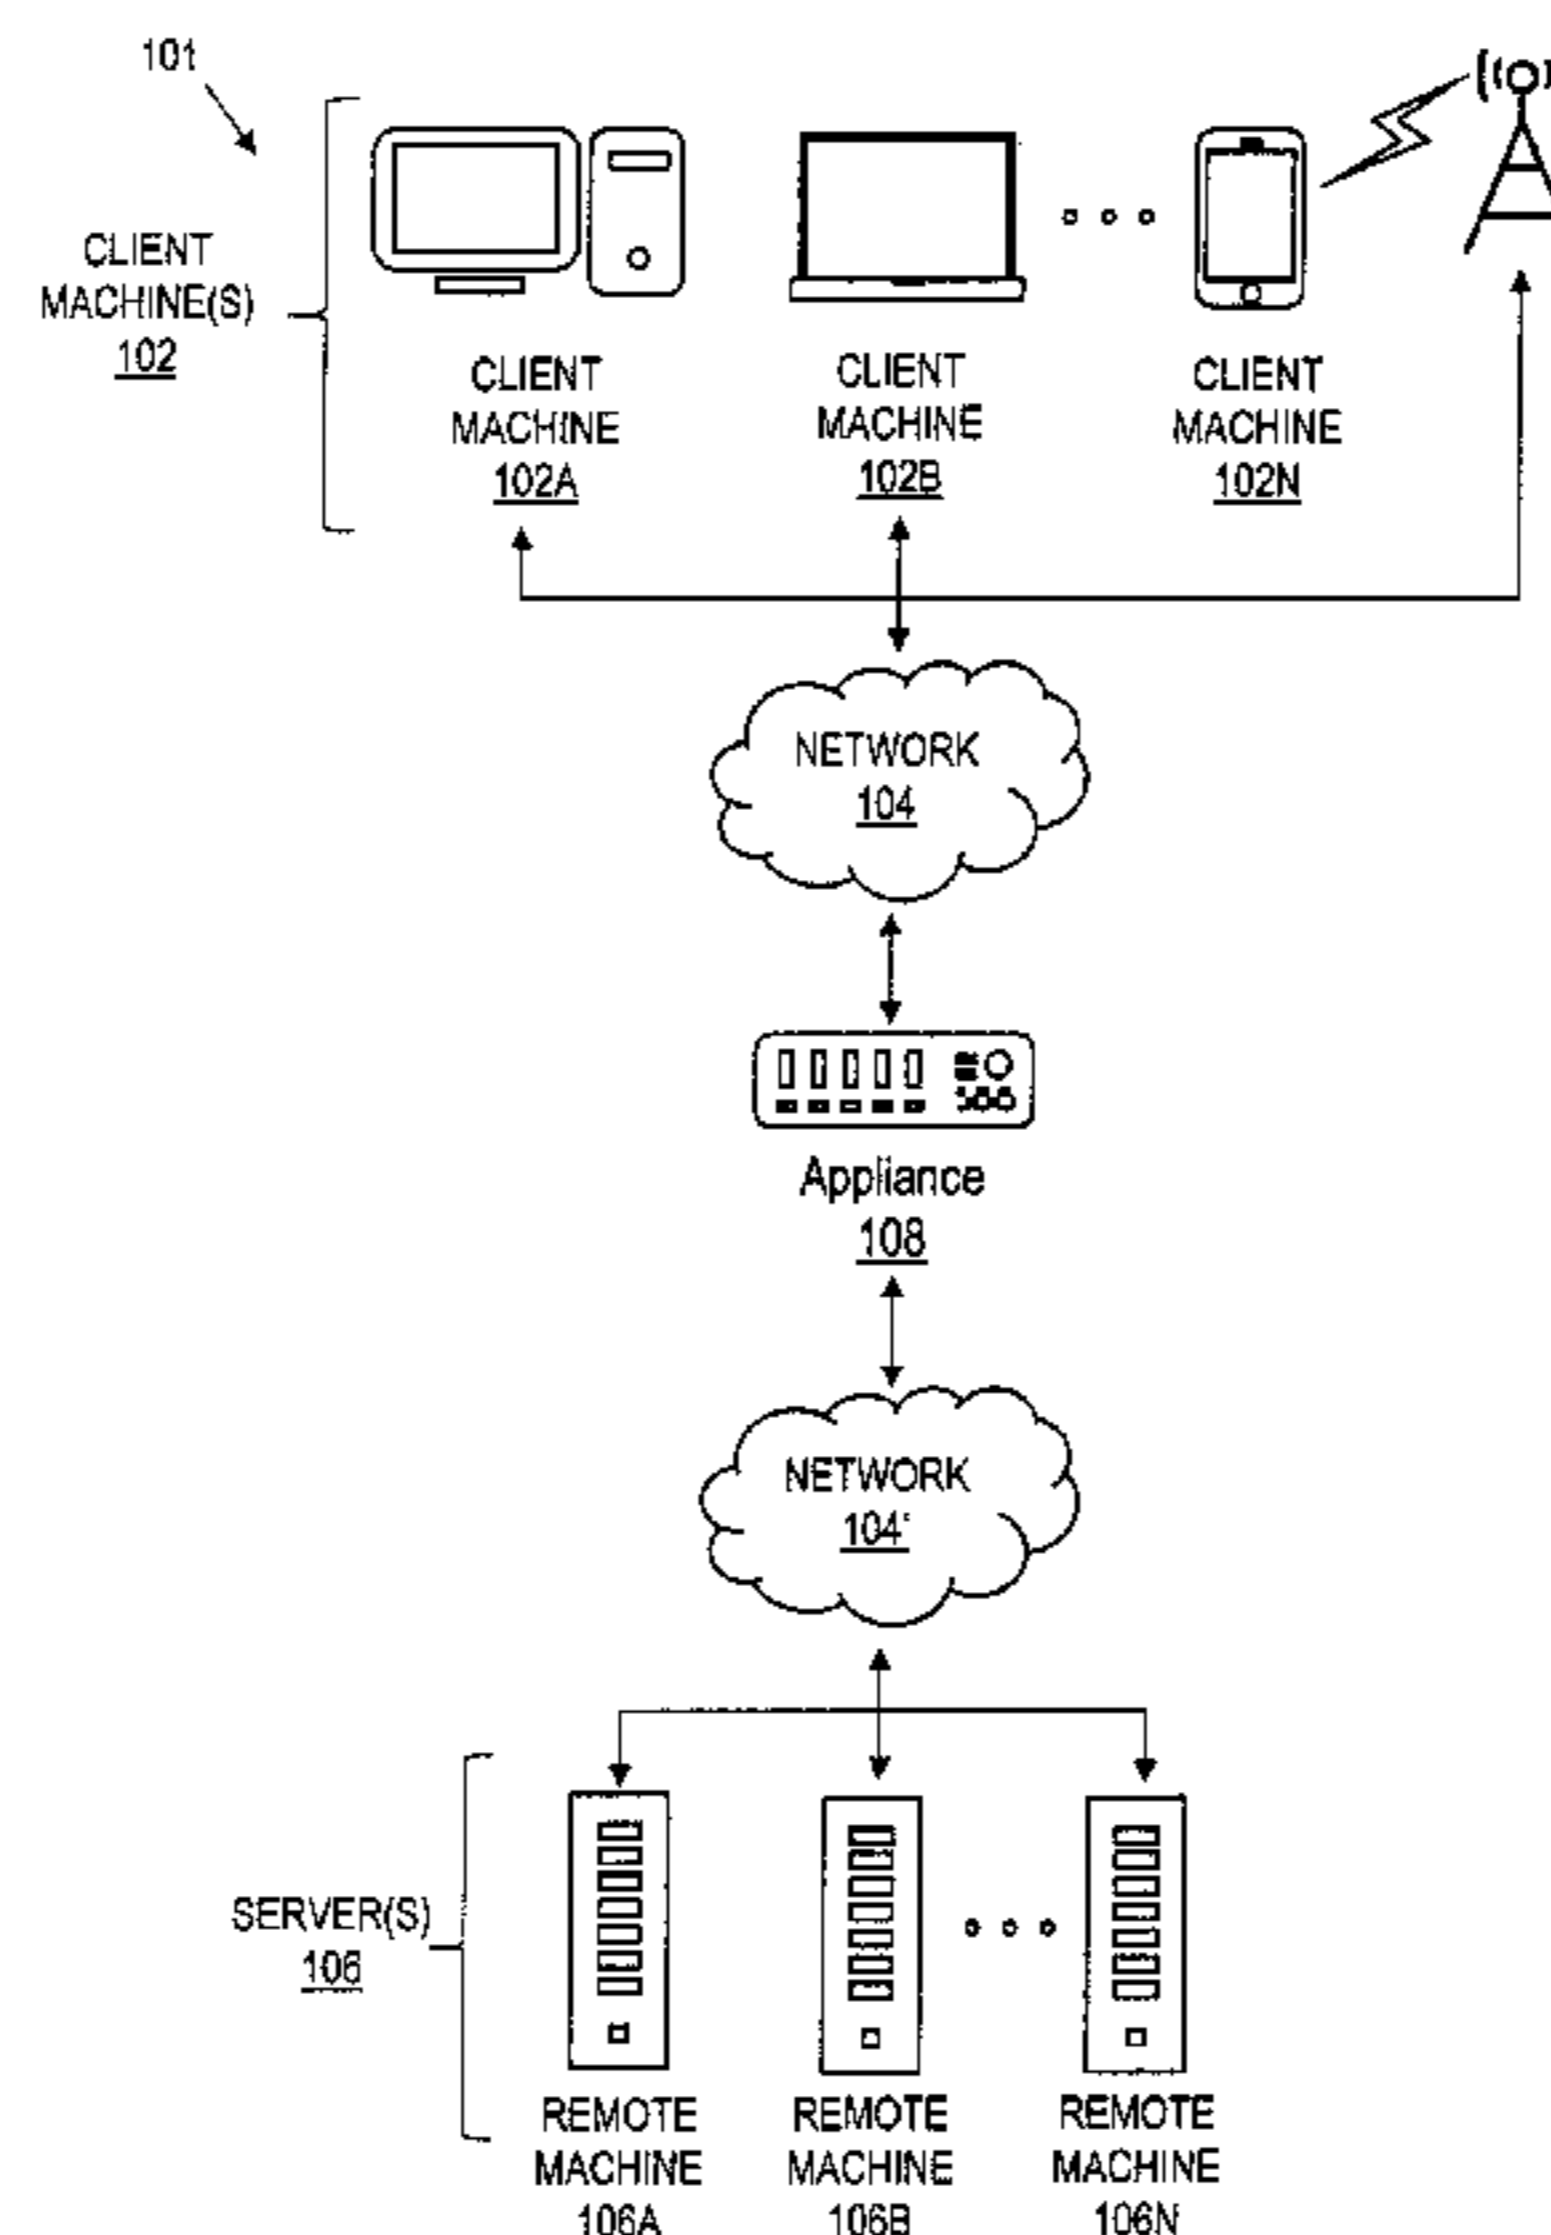 101
CLIENT
MACHINE(S)
102
CLIENT
MACHINE
102A
CLIENT
MACHINE
102B
CLIENT
MACHINE
102N
NETWORK
104
Appliance
108
NETWORK
104'
SERVER(S)
106
REMOTE
MACHINE
106A
REMOTE
MACHINE
106B
REMOTE
MACHINE
106N